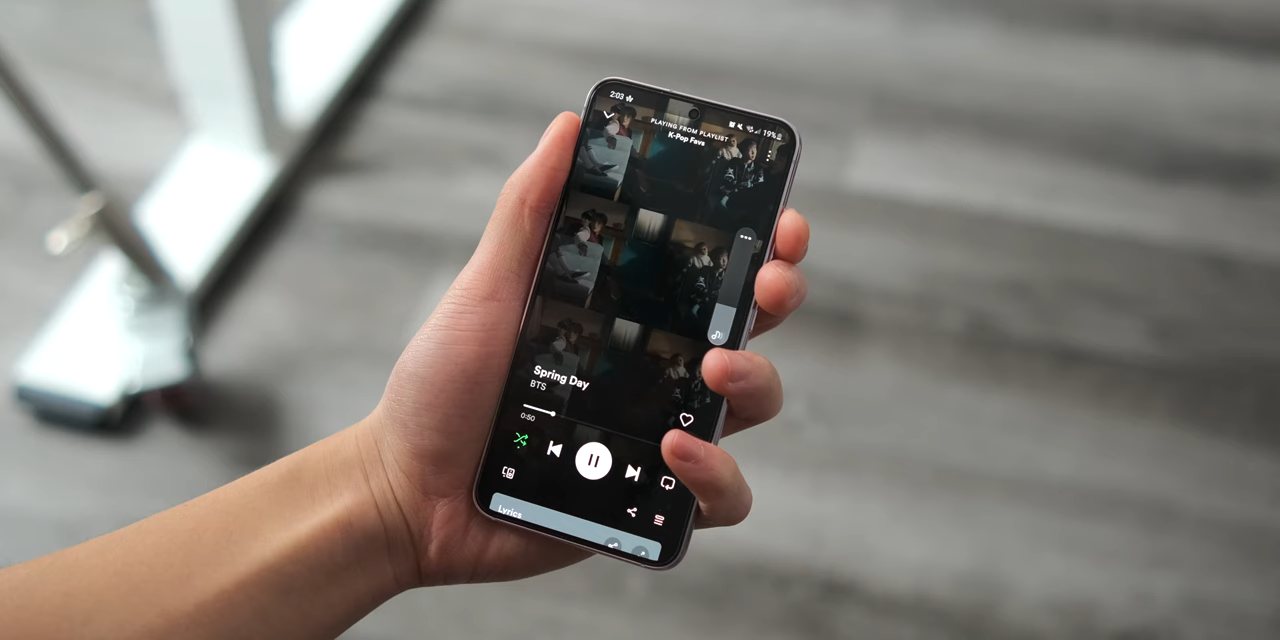 2:03
19%
PLAYING FROM PLAYLIST
K-Pop Favs
Spring Day
BTS
0:50
Lyrics